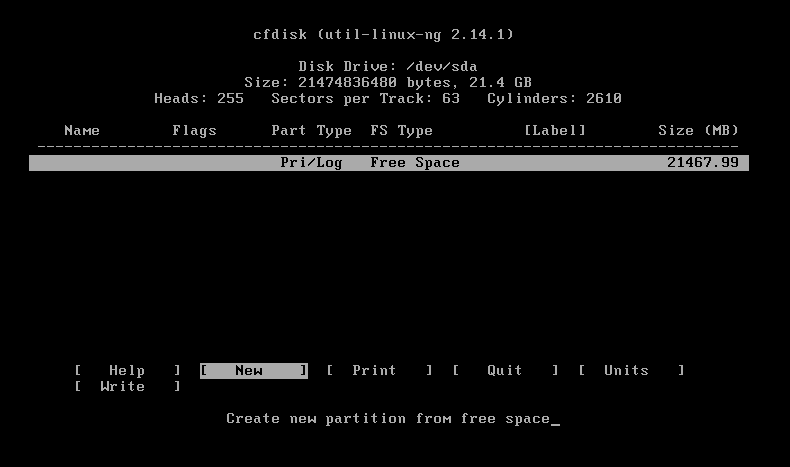 cfdisk (util-linux-ng 2.14.1)
Disk Drive: /dev/sda
Size: 21474836480 bytes, 21.4 GB
Heads: 255   Sectors per Track: 63   Cylinders: 2610
Name        Flags      Part Type  FS Type          [Label]        Size (MB)
------------------------------------------------------------------------------
Pri/Log   Free Space                       21467.99
[   Help   ]  [   New    ]  [  Print   ]  [   Quit   ]  [  Units   ]
[  Write   ]
Create new partition from free space_